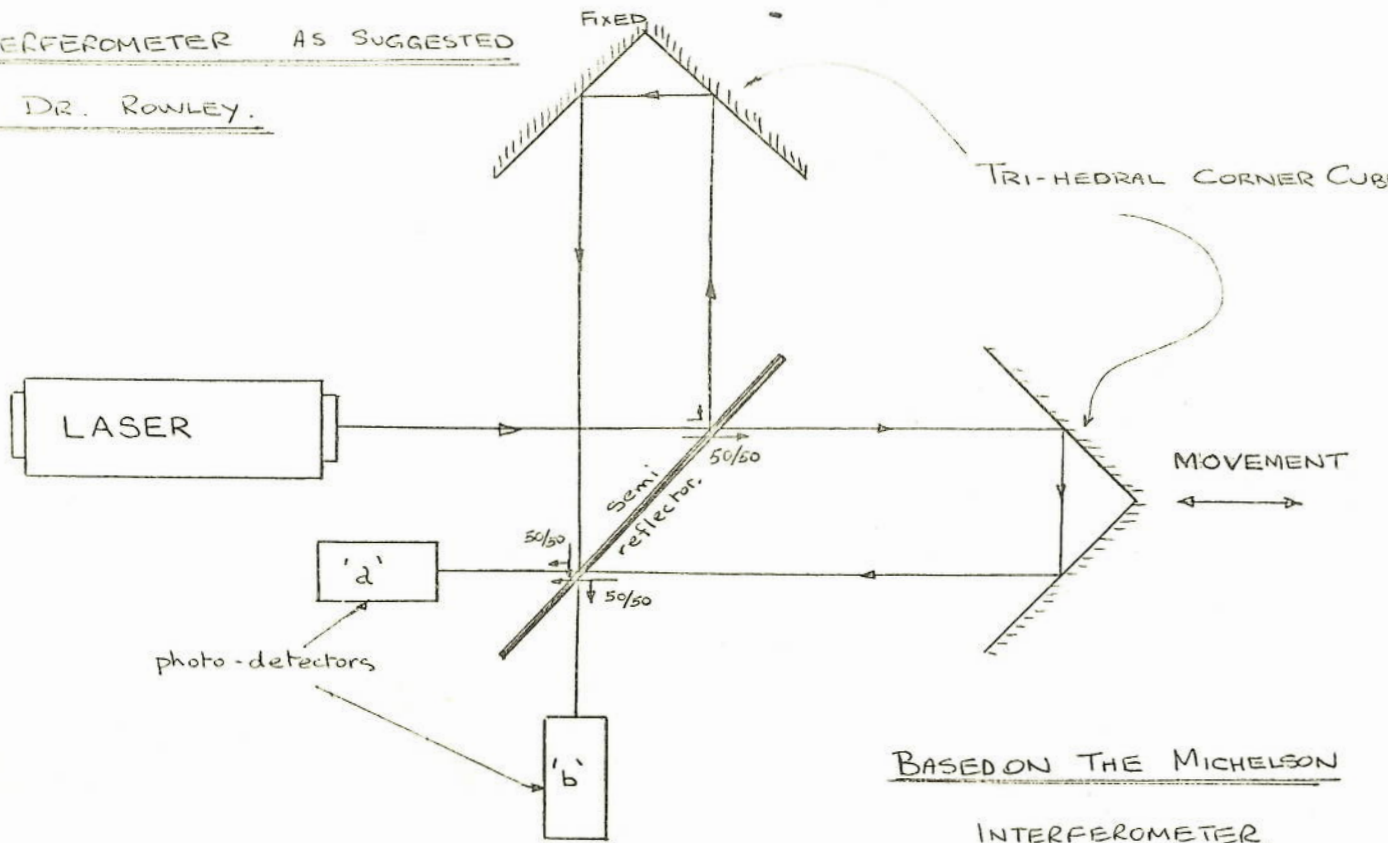 ERFEROMETER AS SUGGESTED
DR. ROWLEY.
FIXED
TRI-HEDRAL CORNER CUB
LASER
50/50
semi
reflector.
MOVEMENT
50/50
50/50
'a'
photo-detectors
'b'
BASED ON THE MICHELSON
INTERFEROMETER